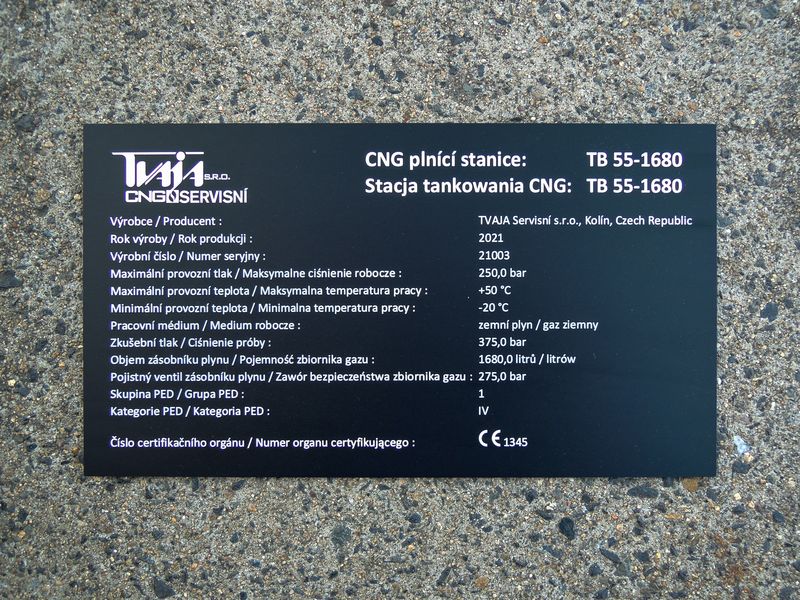 TVAJA S.R.O.
CNG SERVISNÍ
CNG plnící stanice: TB 55-1680
Stacja tankowania CNG: TB 55-1680
Výrobce / Producent : TVAJA Servisní s.r.o., Kolín, Czech Republic
Rok výroby / Rok produkcji : 2021
Výrobní číslo / Numer seryjny : 21003
Maximální provozní tlak / Maksymalne ciśnienie robocze : 250,0 bar
Maximální provozní teplota / Maksymalna temperatura pracy : +50 °C
Minimální provozní teplota / Minimalna temperatura pracy : -20 °C
Pracovní médium / Medium robocze : zemní plyn / gaz ziemny
Zkušební tlak / Ciśnienie próby : 375,0 bar
Objem zásobníku plynu / Pojemność zbiornika gazu : 1680,0 litrů / litrów
Pojistný ventil zásobníku plynu / Zawór bezpieczeństwa zbiornika gazu : 275,0 bar
Skupina PED / Grupa PED : 1
Kategorie PED / Kategoria PED : IV
Číslo certifikačního orgánu / Numer organu certyfikującego : CE 1345